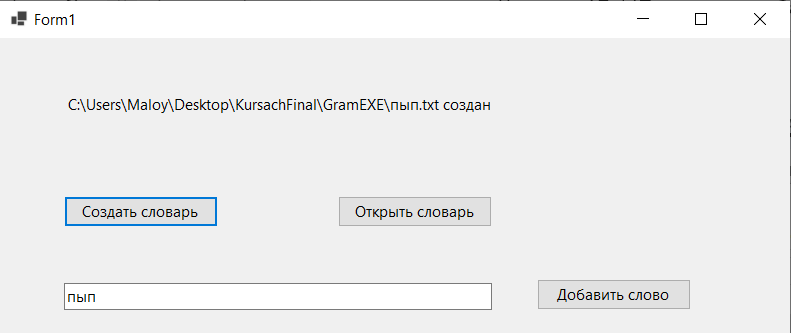 Form1
C:\Users\Maloy\Desktop\KursachFinal\GramEXE\пып.txt создан
Создать словарь
Открыть словарь
пып
Добавить слово